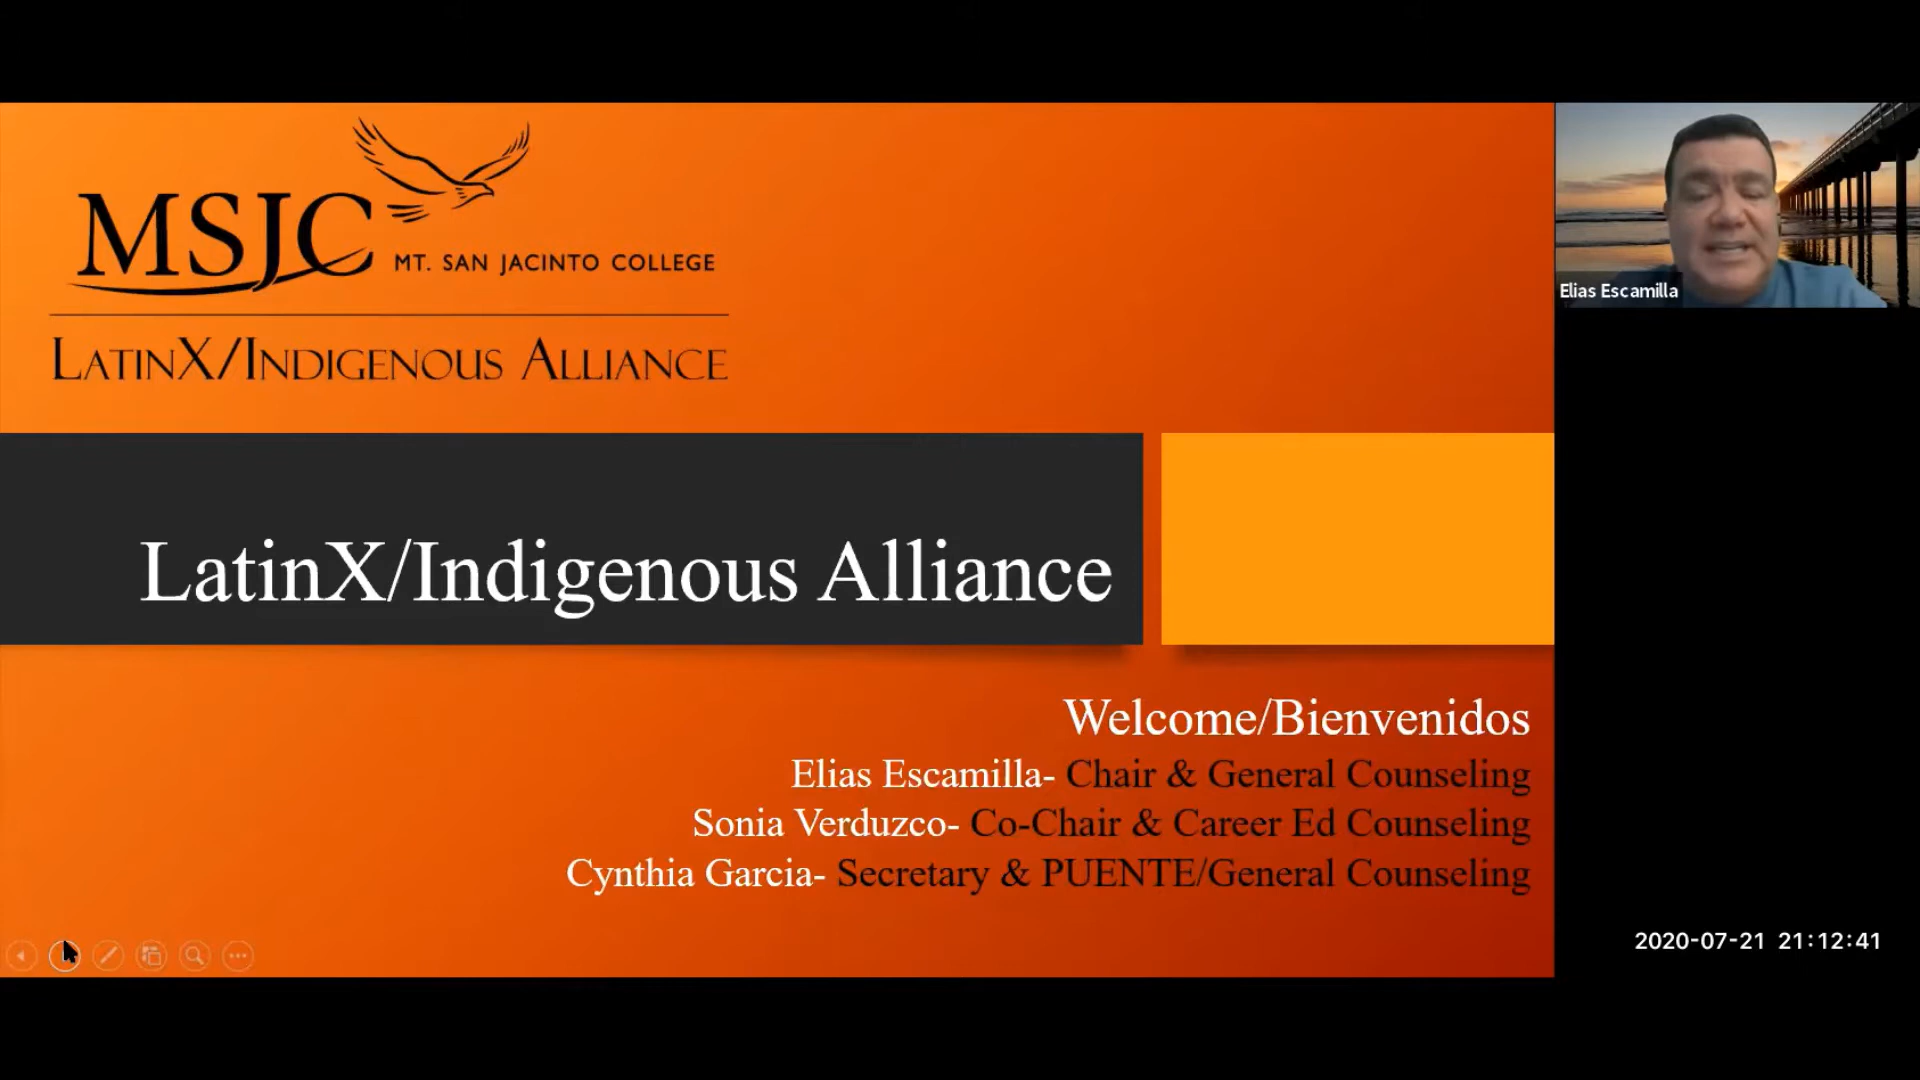 MSJC MT. SAN JACINTO COLLEGE
LATINX/INDIGENOUS ALLIANCE
LatinX/Indigenous Alliance
Welcome/Bienvenidos
Elias Escamilla- Chair & General Counseling
Sonia Verduzco- Co-Chair & Career Ed Counseling
Cynthia Garcia- Secretary & PUENTE/General Counseling
Elias Escamilla
2020-07-21 21:12:41